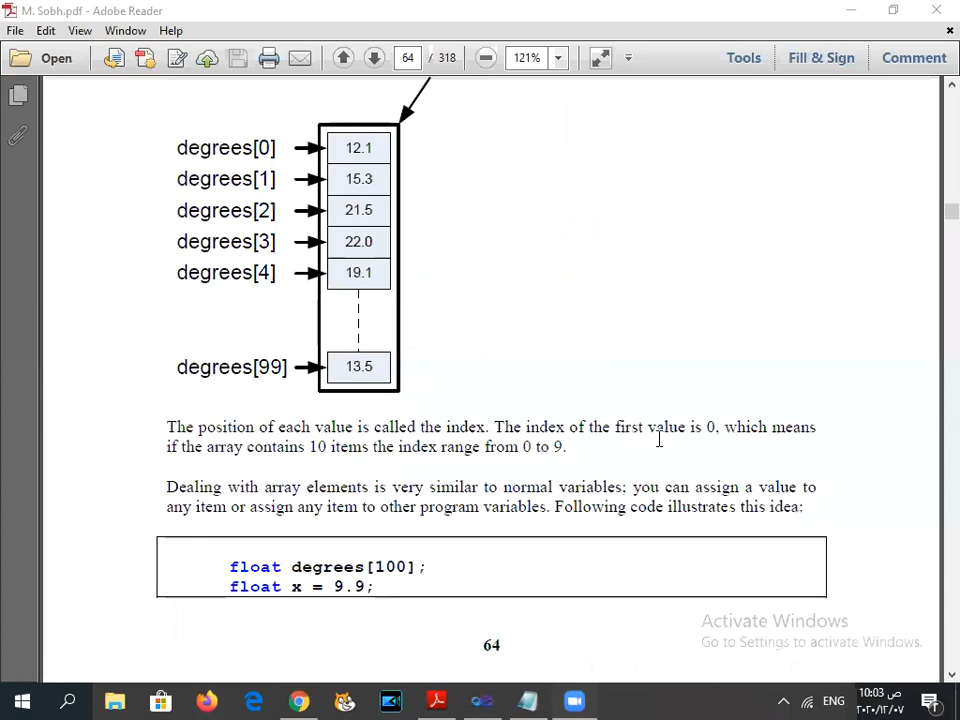 M. Sobh.pdf - Adobe Reader
File Edit View Window Help
Open 64 / 318 121% Tools Fill & Sign Comment
degrees[0] 12.1
degrees[1] 15.3
degrees[2] 21.5
degrees[3] 22.0
degrees[4] 19.1
degrees[99] 13.5
The position of each value is called the index. The index of the first value is 0, which means
if the array contains 10 items the index range from 0 to 9.
Dealing with array elements is very similar to normal variables; you can assign a value to
any item or assign any item to other program variables. Following code illustrates this idea:
float degrees[100];
float x = 9.9;
Activate Windows
Go to Settings to activate Windows.
64
ENG
10:03 ص
٢٠٢٠/١٢/٠٧